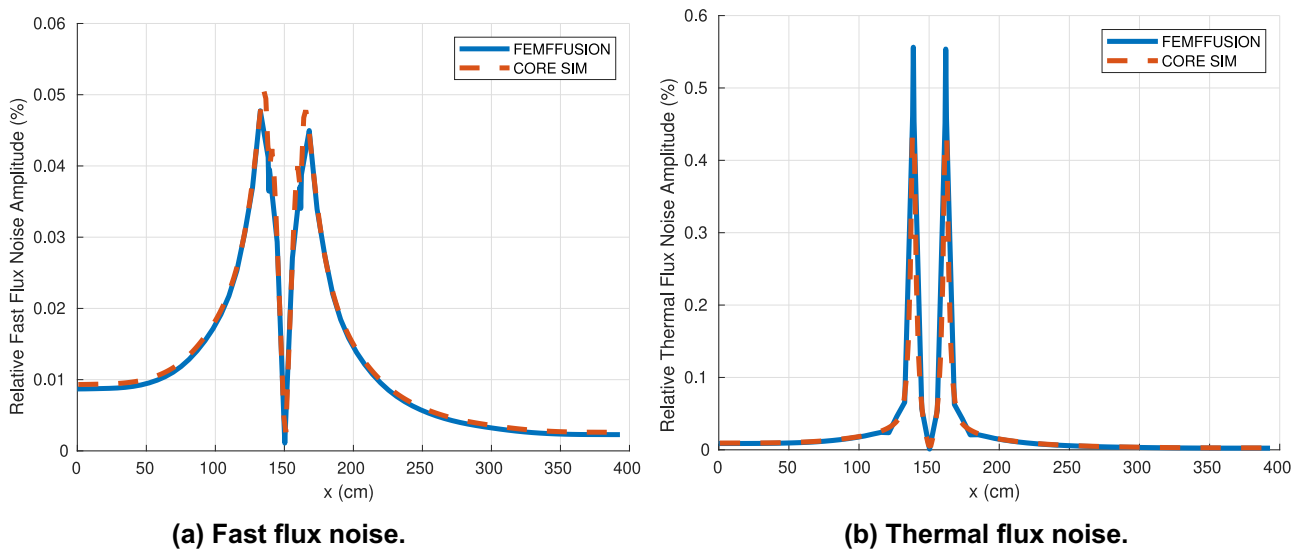 0.06
0.05
0.04
0.03
0.02
0.01
0
Relative Fast Flux Noise Amplitude (%)
FEMFFUSION
CORE SIM
0 50 100 150 200 250 300 350 400
x (cm)
(a) Fast flux noise.
0.6
0.5
0.4
0.3
0.2
0.1
0
Relative Thermal Flux Noise Amplitude (%)
FEMFFUSION
CORE SIM
0 50 100 150 200 250 300 350 400
x (cm)
(b) Thermal flux noise.